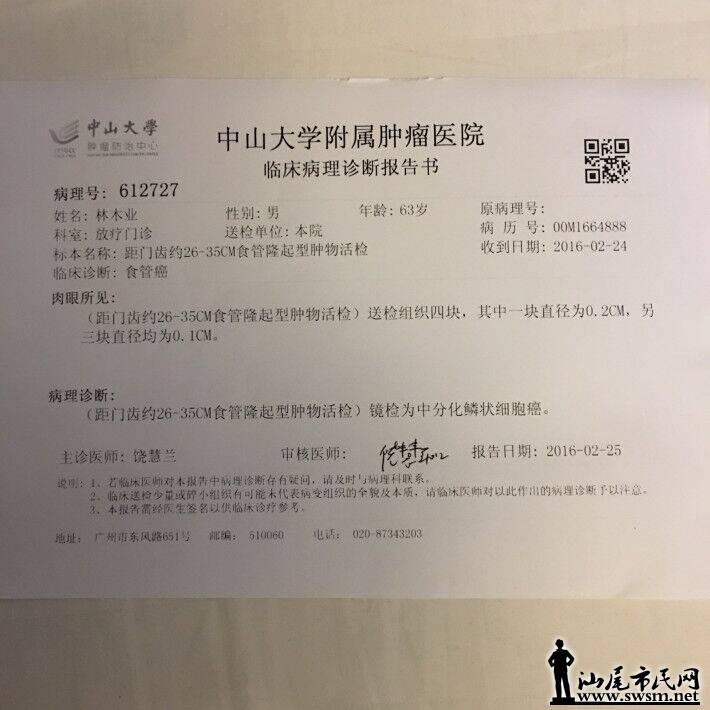 中山大學
肿瘤防治中心
中山大学附属肿瘤医院
临床病理诊断报告书
病理号: 612727
姓名: 林木业 性别: 男 年龄: 63岁 原病理号:
科室: 放疗门诊 送检单位: 本院 病 历 号: 00M1664888
标本名称: 距门齿约26-35CM食管隆起型肿物活检 收到日期: 2016-02-24
临床诊断: 食管癌
肉眼所见:
(距门齿约26-35CM食管隆起型肿物活检) 送检组织四块, 其中一块直径为0.2CM, 另
三块直径均为0.1CM。
病理诊断:
(距门齿约26-35CM食管隆起型肿物活检) 镜检为中分化鳞状细胞癌。
主诊医师: 饶慧兰 审核医师: 报告日期: 2016-02-25
说明: 1、若临床医师对本报告中病理诊断存有疑问, 请及时与病理科联系。
2、临床送检少量或碎小组织有可能未代表病变组织的全貌及本质, 请临床医师对以此作出的病理诊断予以注意。
3、本报告需经医生签名以供临床诊疗参考。
地址: 广州市东风路651号 邮编: 510060 电话: 020-87343203
汕尾市民网
www.swsm.net